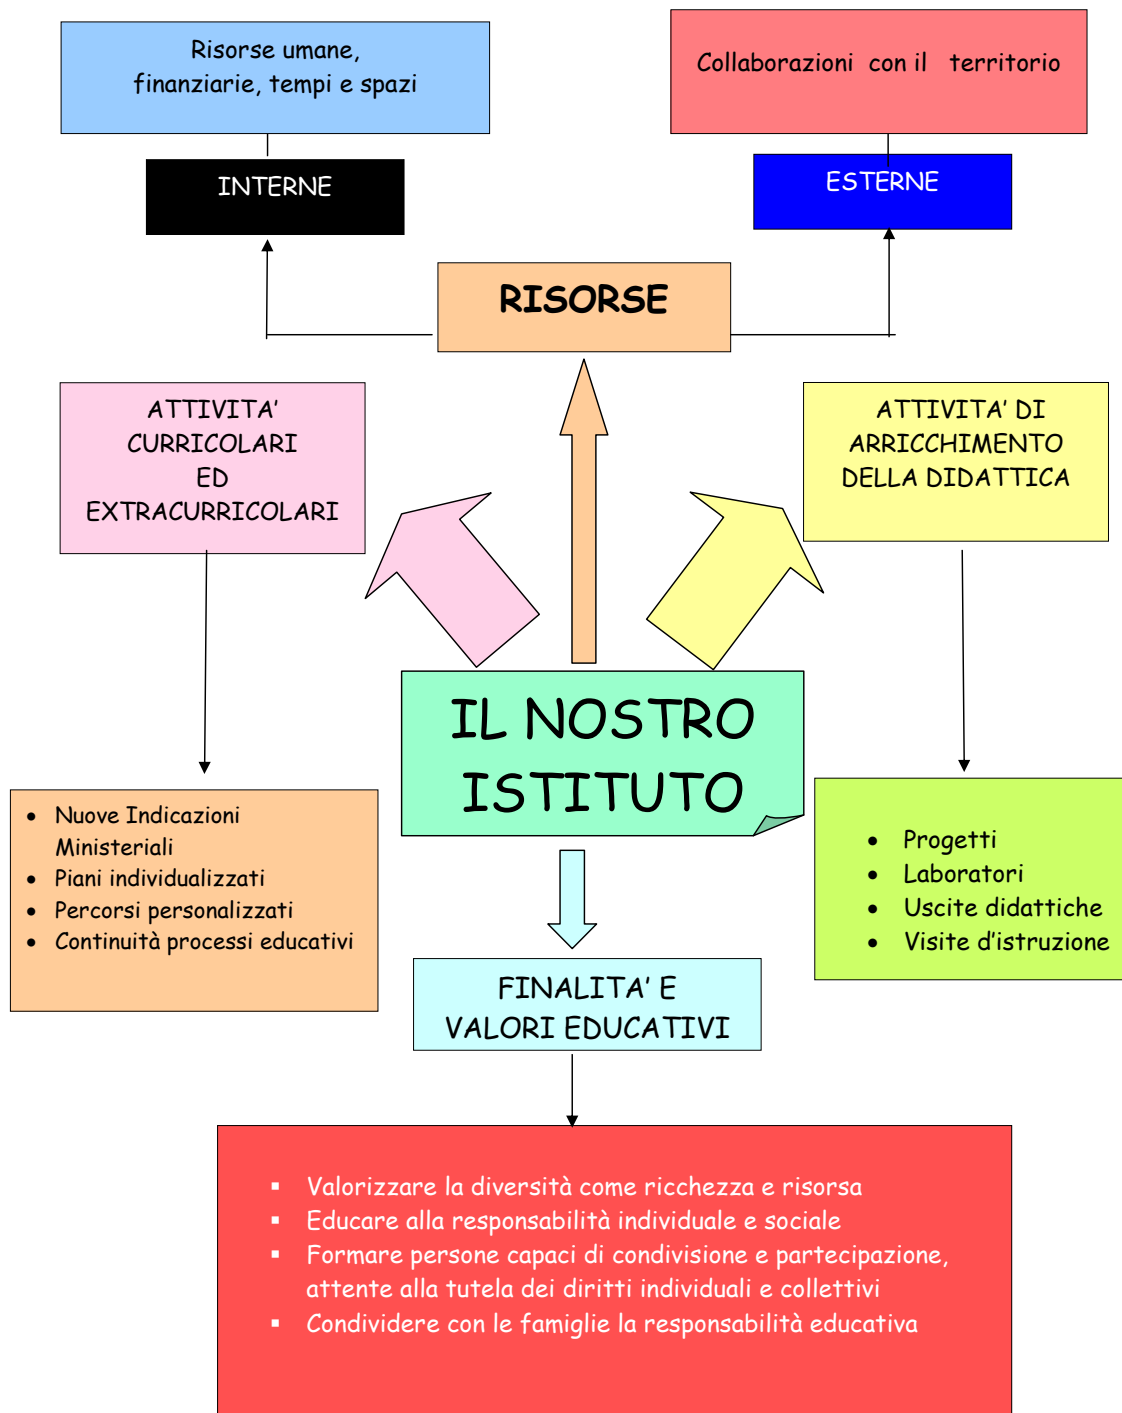 Risorse umane,
finanziarie, tempi e spazi
Collaborazioni con il territorio
INTERNE
ESTERNE
RISORSE
ATTIVITA'
CURRICOLARI
ED
EXTRACURRICOLARI
ATTIVITA' DI
ARRICCHIMENTO
DELLA DIDATTICA
IL NOSTRO
ISTITUTO
• Nuove Indicazioni
Ministeriali
• Piani individualizzati
• Percorsi personalizzati
• Continuità processi educativi
• Progetti
• Laboratori
• Uscite didattiche
• Visite d'istruzione
FINALITA' E
VALORI EDUCATIVI
▪ Valorizzare la diversità come ricchezza e risorsa
▪ Educare alla responsabilità individuale e sociale
▪ Formare persone capaci di condivisione e partecipazione,
attente alla tutela dei diritti individuali e collettivi
▪ Condividere con le famiglie la responsabilità educativa